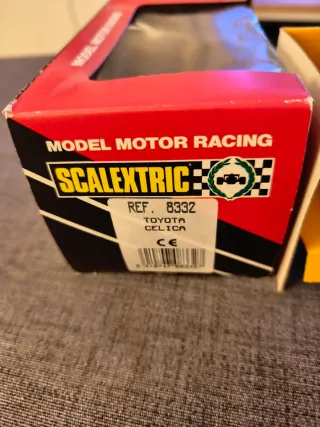 MODEL MOTOR RACING
MODEL MOTOR RACING
SCALEXTRIC
REF. 8332
TOYOTA
CELICA
CE